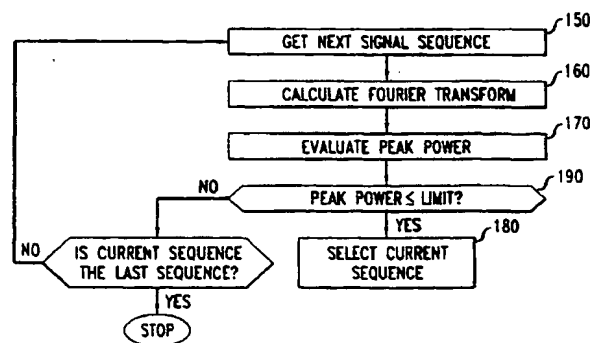 GET NEXT SIGNAL SEQUENCE
150
CALCULATE FOURIER TRANSFORM
160
EVALUATE PEAK POWER
170
PEAK POWER ≤ LIMIT?
190
NO
YES
180
SELECT CURRENT
SEQUENCE
NO
IS CURRENT SEQUENCE
THE LAST SEQUENCE?
YES
STOP